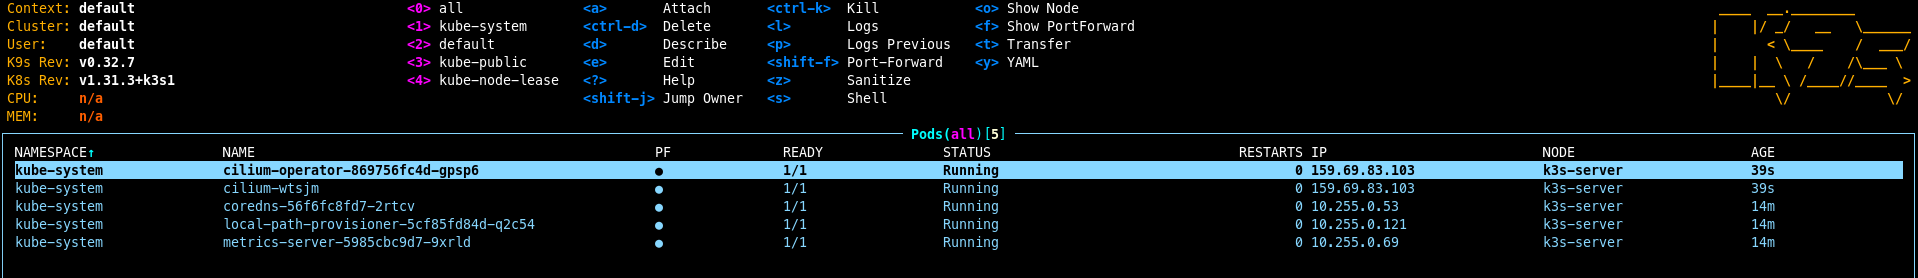 Context: default <0> all <a> Attach <ctrl-k> Kill <o> Show Node
Cluster: default <1> kube-system <ctrl-d> Delete <l> Logs <f> Show PortForward
User: default <2> default <d> Describe <p> Logs Previous <t> Transfer
K9s Rev: v0.32.7 <3> kube-public <e> Edit <shift-f> Port-Forward <y> YAML
K8s Rev: v1.31.3+k3s1 <4> kube-node-lease <?> Help <z> Sanitize
CPU: n/a <shift-j> Jump Owner <s> Shell
MEM: n/a
Pods(all)[5]
NAMESPACE↑ NAME PF READY STATUS RESTARTS IP NODE AGE
kube-system cilium-operator-869756fc4d-gpsp6 ● 1/1 Running 0 159.69.83.103 k3s-server 39s
kube-system cilium-wtsjm ● 1/1 Running 0 159.69.83.103 k3s-server 39s
kube-system coredns-56f6fc8fd7-2rtcv ● 1/1 Running 0 10.255.0.53 k3s-server 14m
kube-system local-path-provisioner-5cf85fd84d-q2c54 ● 1/1 Running 0 10.255.0.121 k3s-server 14m
kube-system metrics-server-5985cbc9d7-9xrld ● 1/1 Running 0 10.255.0.69 k3s-server 14m